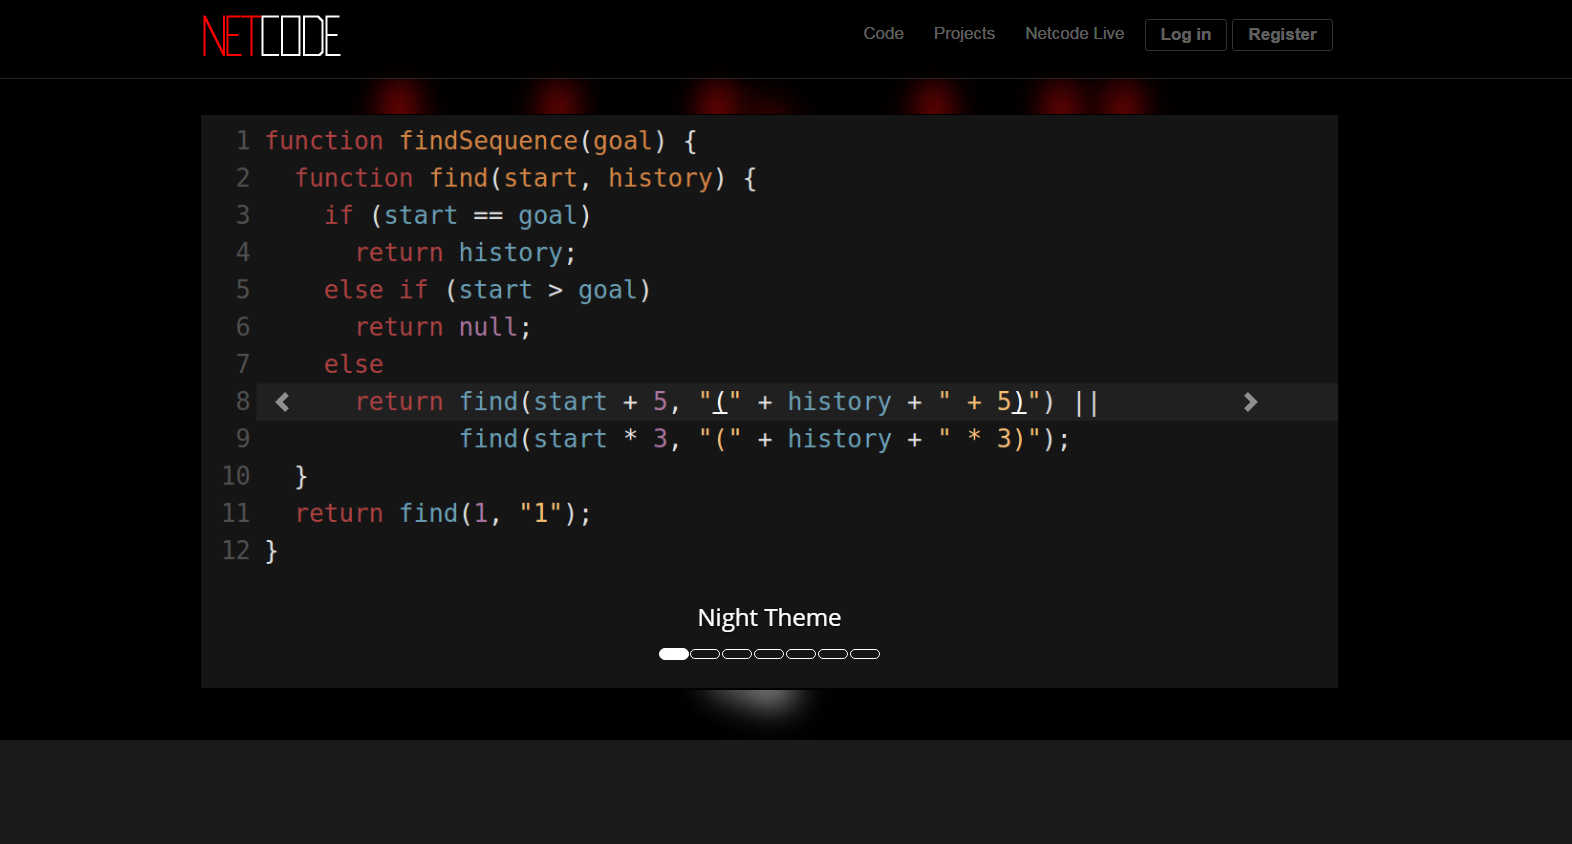 NETCODE
Code Projects Netcode Live Log in Register
1 function findSequence(goal) {
2   function find(start, history) {
3     if (start == goal)
4       return history;
5     else if (start > goal)
6       return null;
7     else
8       return find(start + 5, "(" + history + " + 5)") ||
9              find(start * 3, "(" + history + " * 3)");
10   }
11   return find(1, "1");
12 }
Night Theme